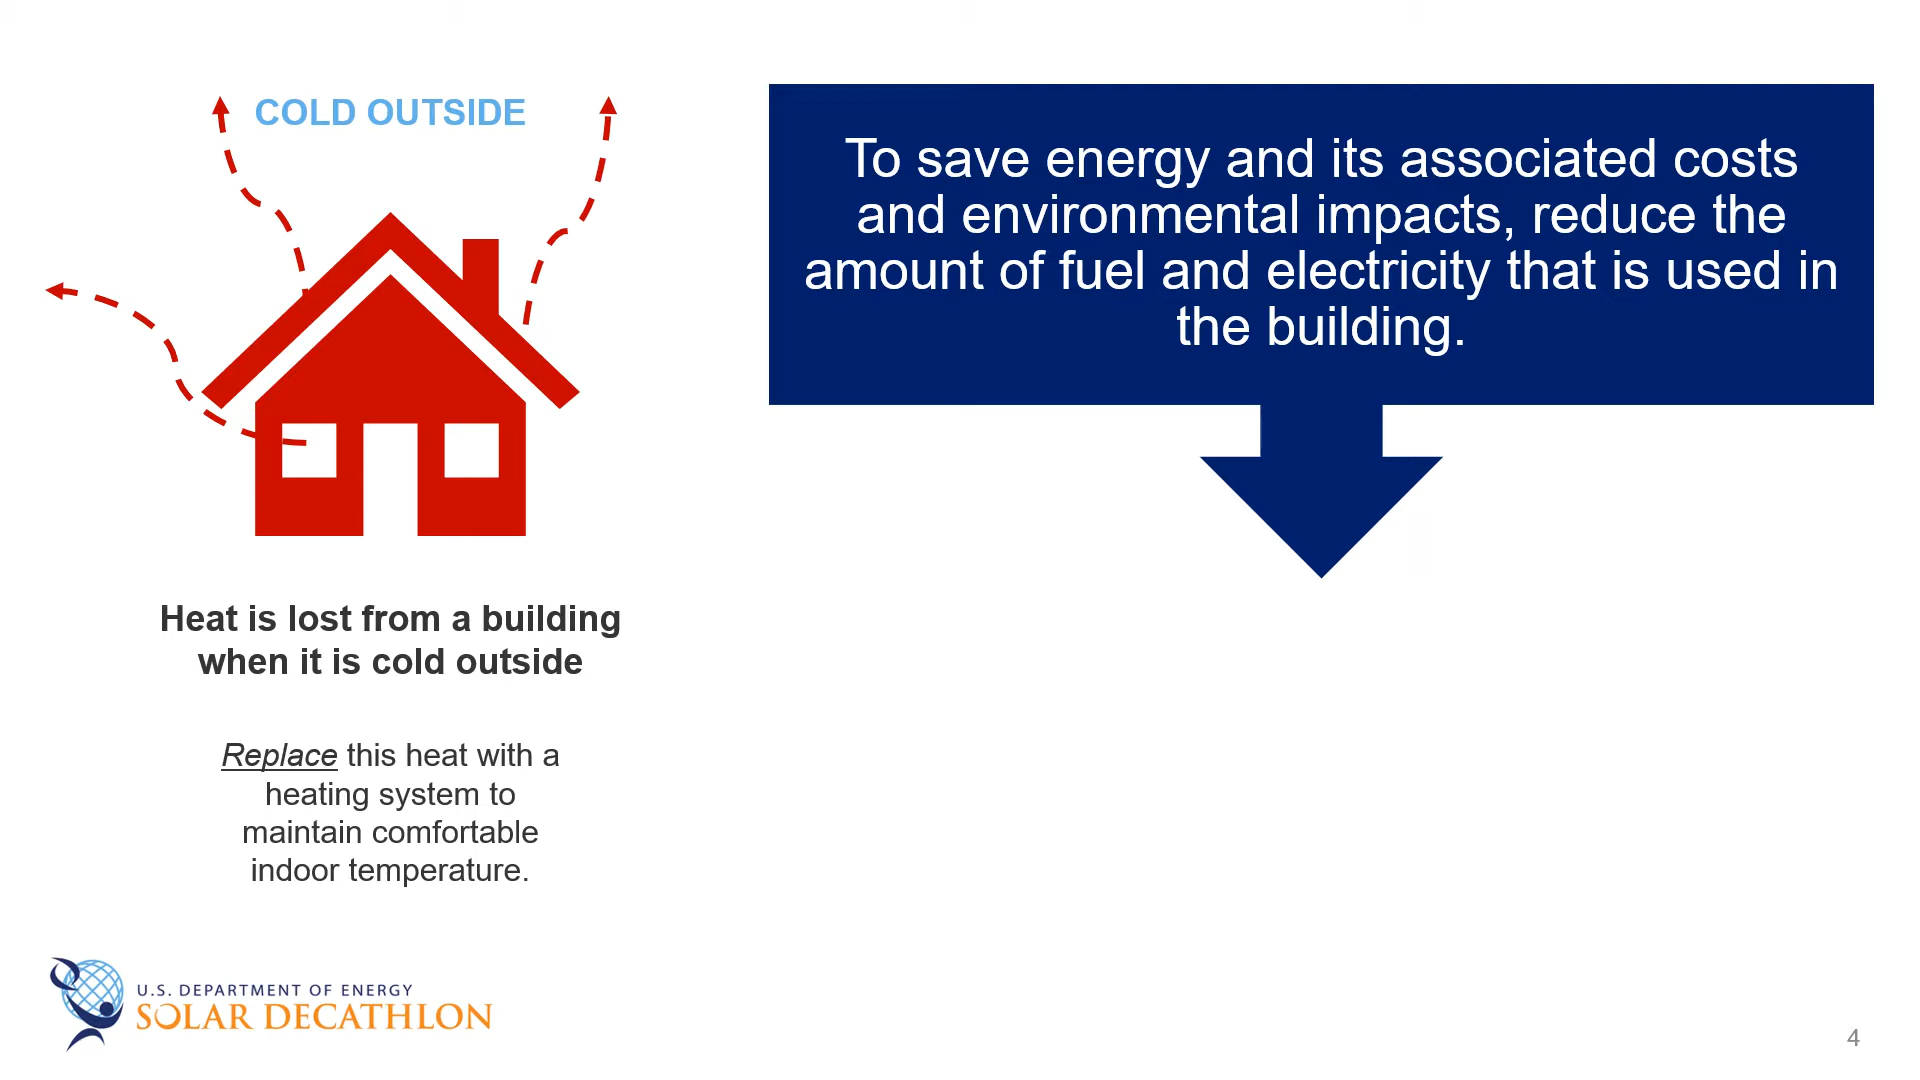 COLD OUTSIDE
Heat is lost from a building
when it is cold outside
Replace this heat with a
heating system to
maintain comfortable
indoor temperature.
To save energy and its associated costs
and environmental impacts, reduce the
amount of fuel and electricity that is used in
the building.
U.S. DEPARTMENT OF ENERGY
SOLAR DECATHLON
4